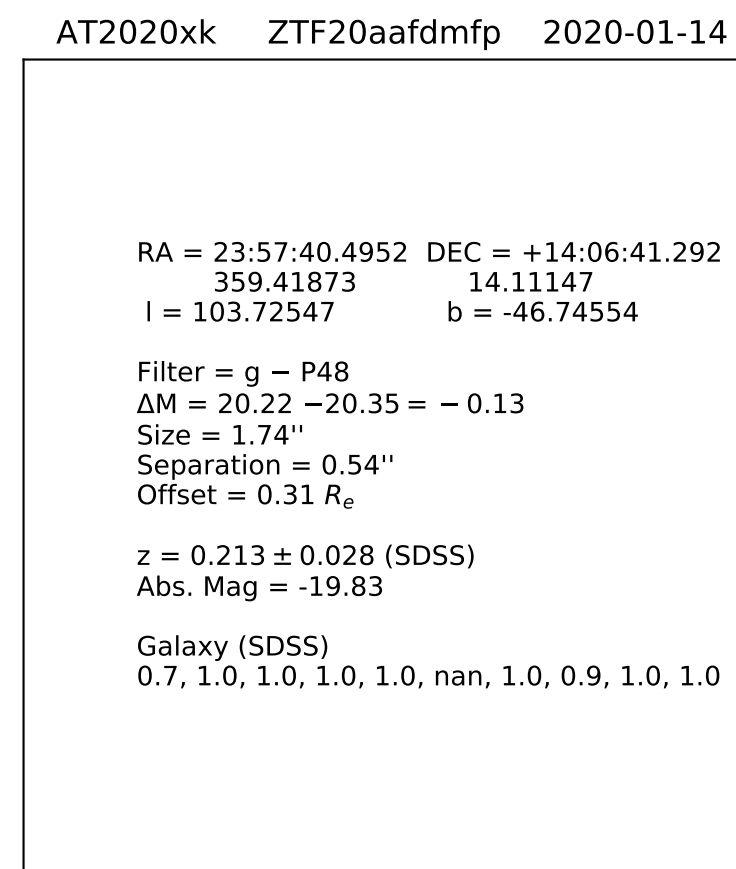 AT2020xk ZTF20aafdmfp 2020-01-14
RA = 23:57:40.4952 DEC = +14:06:41.292
359.41873 14.11147
l = 103.72547 b = -46.74554
Filter = g − P48
ΔM = 20.22 −20.35 = − 0.13
Size = 1.74''
Separation = 0.54''
Offset = 0.31 Rₑ
z = 0.213 ± 0.028 (SDSS)
Abs. Mag = -19.83
Galaxy (SDSS)
0.7, 1.0, 1.0, 1.0, 1.0, nan, 1.0, 0.9, 1.0, 1.0